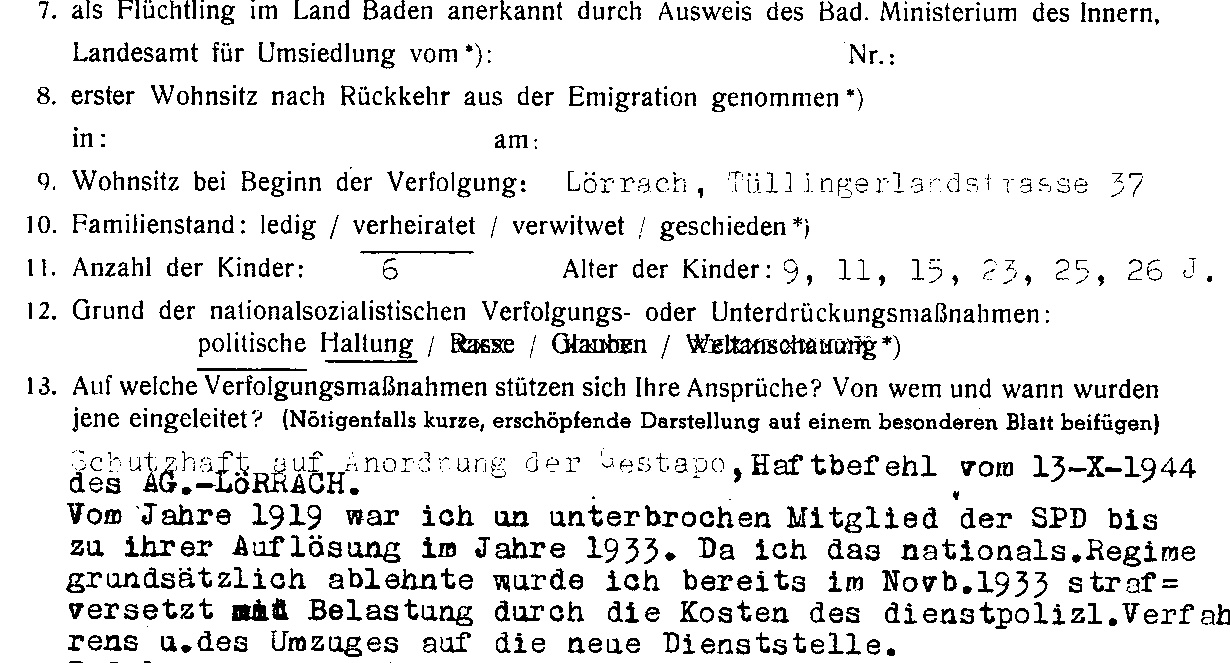 7. als Flüchtling im Land Baden anerkannt durch Ausweis des Bad. Ministerium des Innern,
Landesamt für Umsiedlung vom*): Nr.:
8. erster Wohnsitz nach Rückkehr aus der Emigration genommen*)
in: am:
9. Wohnsitz bei Beginn der Verfolgung: Lörrach, Tüllingerlandstrasse 37
10. Familienstand: ledig / verheiratet / verwitwet / geschieden*)
11. Anzahl der Kinder: 6 Alter der Kinder: 9, 11, 15, 23, 25, 26 J.
12. Grund der nationalsozialistischen Verfolgungs- oder Unterdrückungsmaßnahmen:
politische Haltung / Rasse / Glauben / Weltanschauung*)
13. Auf welche Verfolgungsmaßnahmen stützen sich Ihre Ansprüche? Von wem und wann wurden
jene eingeleitet? (Nötigenfalls kurze, erschöpfende Darstellung auf einem besonderen Blatt beifügen)
Schutzhaft auf Anordnung der Gestapo, Haftbefehl vom 13-X-1944
des AG.-LöRRACH.
Vom Jahre 1919 war ich un unterbrochen Mitglied der SPD bis
zu ihrer Auflösung im Jahre 1933. Da ich das nationals.Regime
grundsätzlich ablehnte wurde ich bereits im Novb.1933 straf=
versetzt mit Belastung durch die Kosten des dienstpolizl.Verfah
rens u.des Umzuges auf die neue Dienststelle.